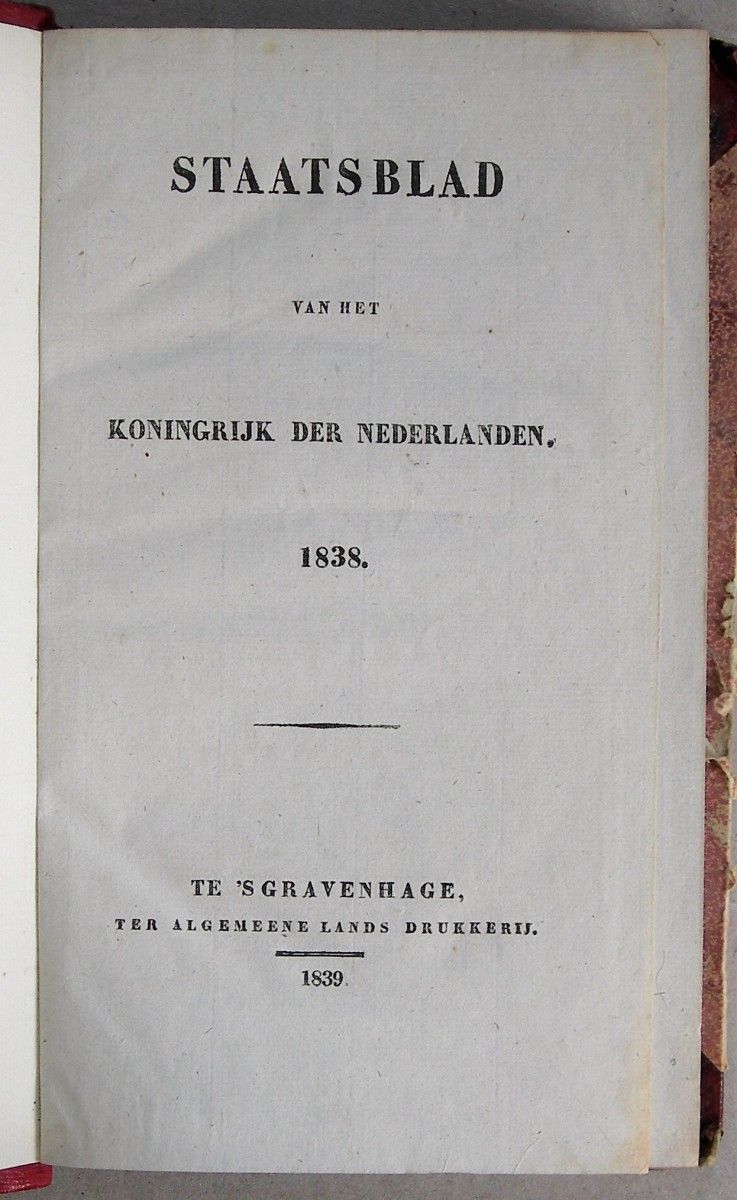 STAATSBLAD
VAN HET
KONINGRIJK DER NEDERLANDEN.
1838.
TE 'SGRAVENHAGE,
TER ALGEMEENE LANDS DRUKKERIJ.
1839.